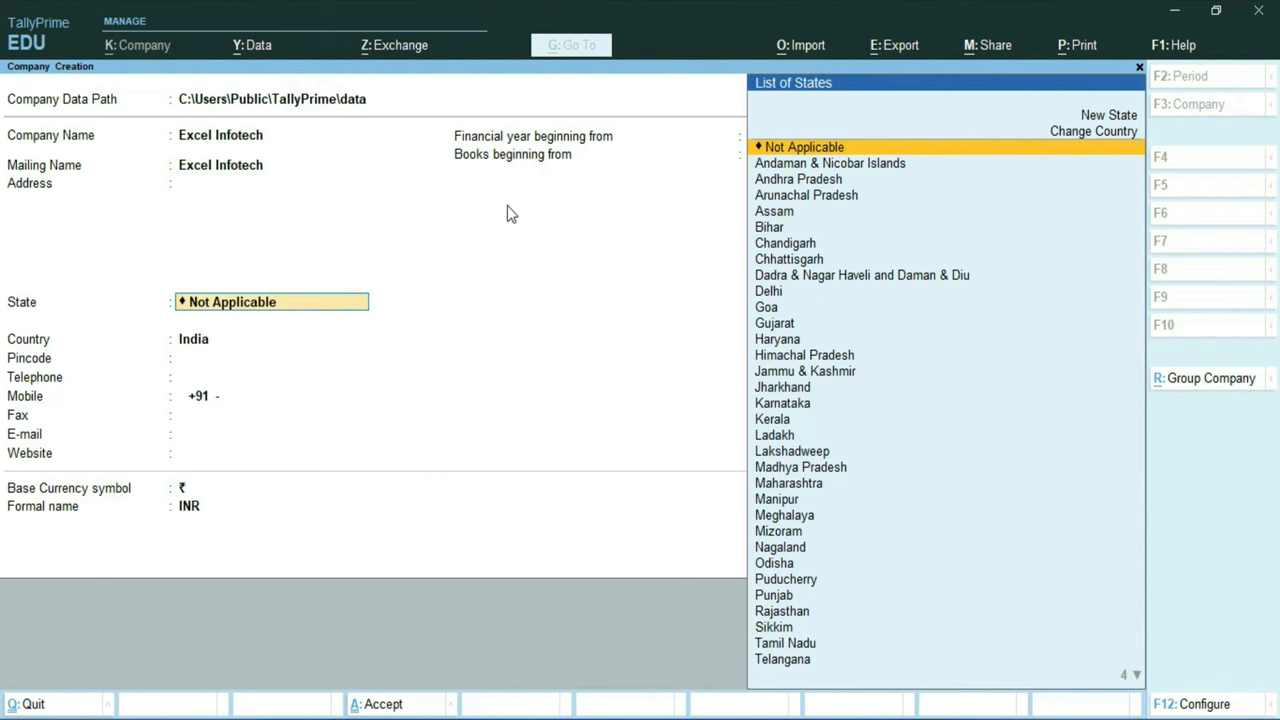 TallyPrime
EDU
MANAGE
K: Company
Y: Data
Z: Exchange
G: Go To
O: Import
E: Export
M: Share
P: Print
F1: Help
Company Creation
Company Data Path : C:\Users\Public\TallyPrime\data
Company Name : Excel Infotech
Mailing Name : Excel Infotech
Address :
Financial year beginning from :
Books beginning from :
State : ♦ Not Applicable
Country : India
Pincode :
Telephone :
Mobile : +91 -
Fax :
E-mail :
Website :
Base Currency symbol : ₹
Formal name : INR
List of States
New State
Change Country
♦ Not Applicable
Andaman & Nicobar Islands
Andhra Pradesh
Arunachal Pradesh
Assam
Bihar
Chandigarh
Chhattisgarh
Dadra & Nagar Haveli and Daman & Diu
Delhi
Goa
Gujarat
Haryana
Himachal Pradesh
Jammu & Kashmir
Jharkhand
Karnataka
Kerala
Ladakh
Lakshadweep
Madhya Pradesh
Maharashtra
Manipur
Meghalaya
Mizoram
Nagaland
Odisha
Puducherry
Punjab
Rajasthan
Sikkim
Tamil Nadu
Telangana
4 ▼
F2: Period
F3: Company
F4
F5
F6
F7
F8
F9
F10
R: Group Company
Q: Quit
A: Accept
F12: Configure